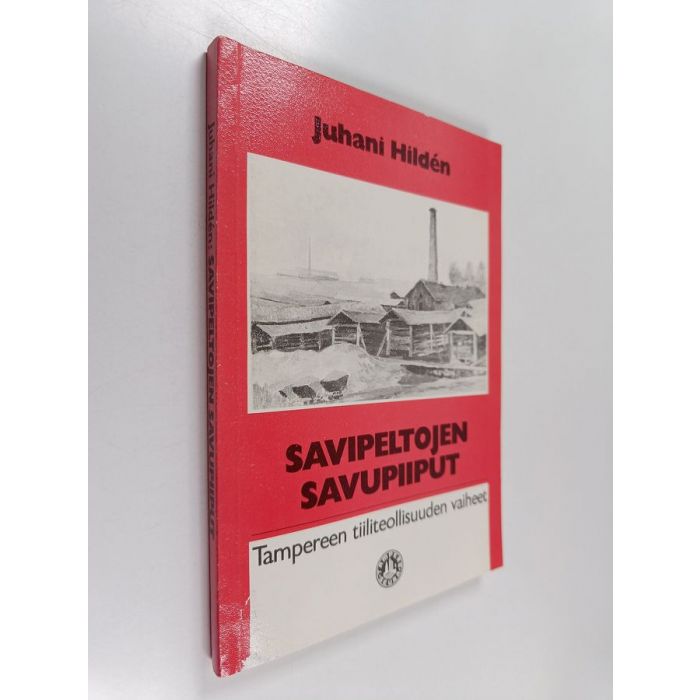 Juhani Hildén
SAVIPELTOJEN
SAVUPIIPUT
Tampereen tiiliteollisuuden vaiheet
Juhani Hildén: SAVIPELTOJEN SAVUPIIPUT